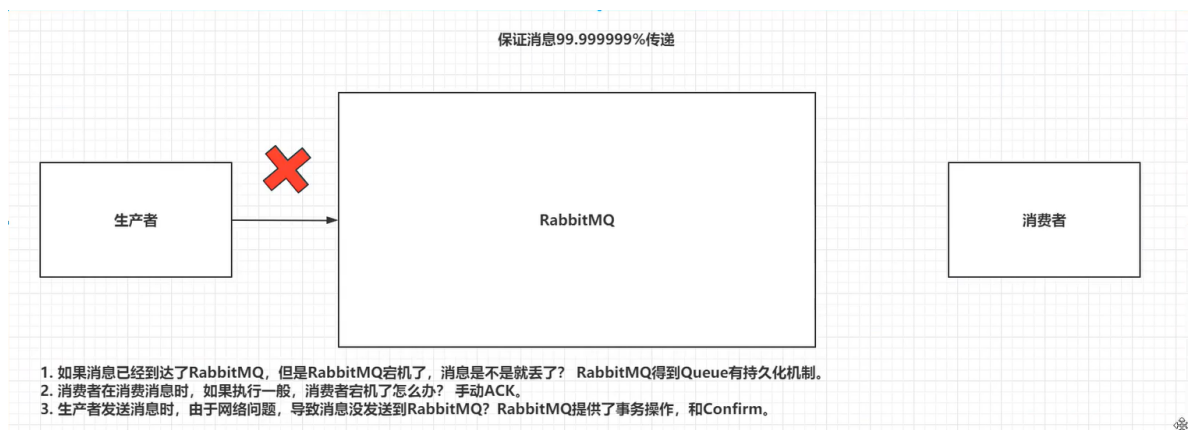 保证消息99.999999%传递
生产者
RabbitMQ
消费者
1. 如果消息已经到达了RabbitMQ，但是RabbitMQ宕机了，消息是不是就丢了？ RabbitMQ得到Queue有持久化机制。
2. 消费者在消费消息时，如果执行一般，消费者宕机了怎么办？ 手动ACK。
3. 生产者发送消息时，由于网络问题，导致消息没发送到RabbitMQ？RabbitMQ提供了事务操作，和Confirm。